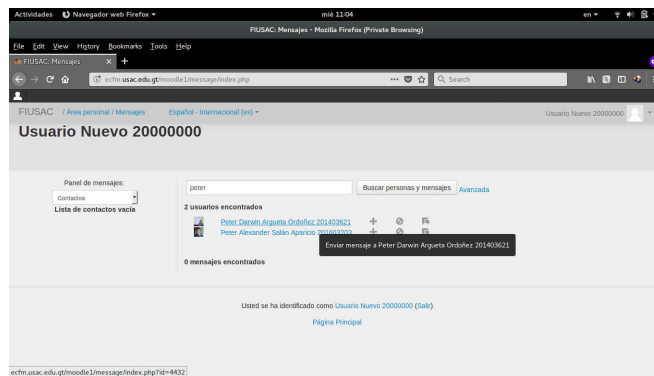 Actividades Navegador web Firefox mié 11:04 en
FIUSAC: Mensajes - Mozilla Firefox (Private Browsing)
File Edit View History Bookmarks Tools Help
FIUSAC: Mensajes × +
ecfm.usac.edu.gt/moodle1/message/index.php ••• Search
FIUSAC / Área personal / Mensajes Español - Internacional (es) Usuario Nuevo 20000000
Usuario Nuevo 20000000
Panel de mensajes:
Contactos
Lista de contactos vacía
peter Buscar personas y mensajes Avanzada
2 usuarios encontrados
Peter Darwin Argueta Ordoñez 201403621
Peter Alexander Salán Aparicio 201603203
Enviar mensaje a Peter Darwin Argueta Ordoñez 201403621
0 mensajes encontrados
Usted se ha identificado como Usuario Nuevo 20000000 (Salir)
Página Principal
ecfm.usac.edu.gt/moodle1/message/index.php?id=4432